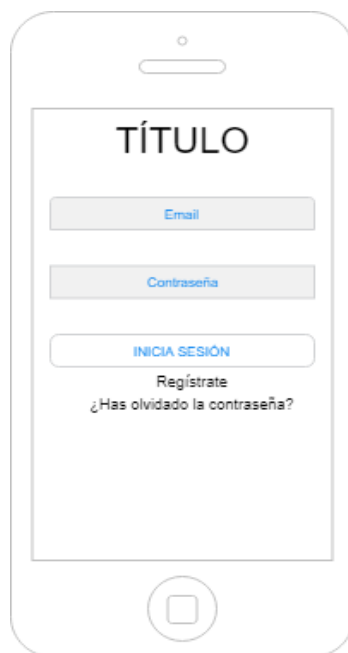 TÍTULO
Email
Contraseña
INICIA SESIÓN
Regístrate
¿Has olvidado la contraseña?